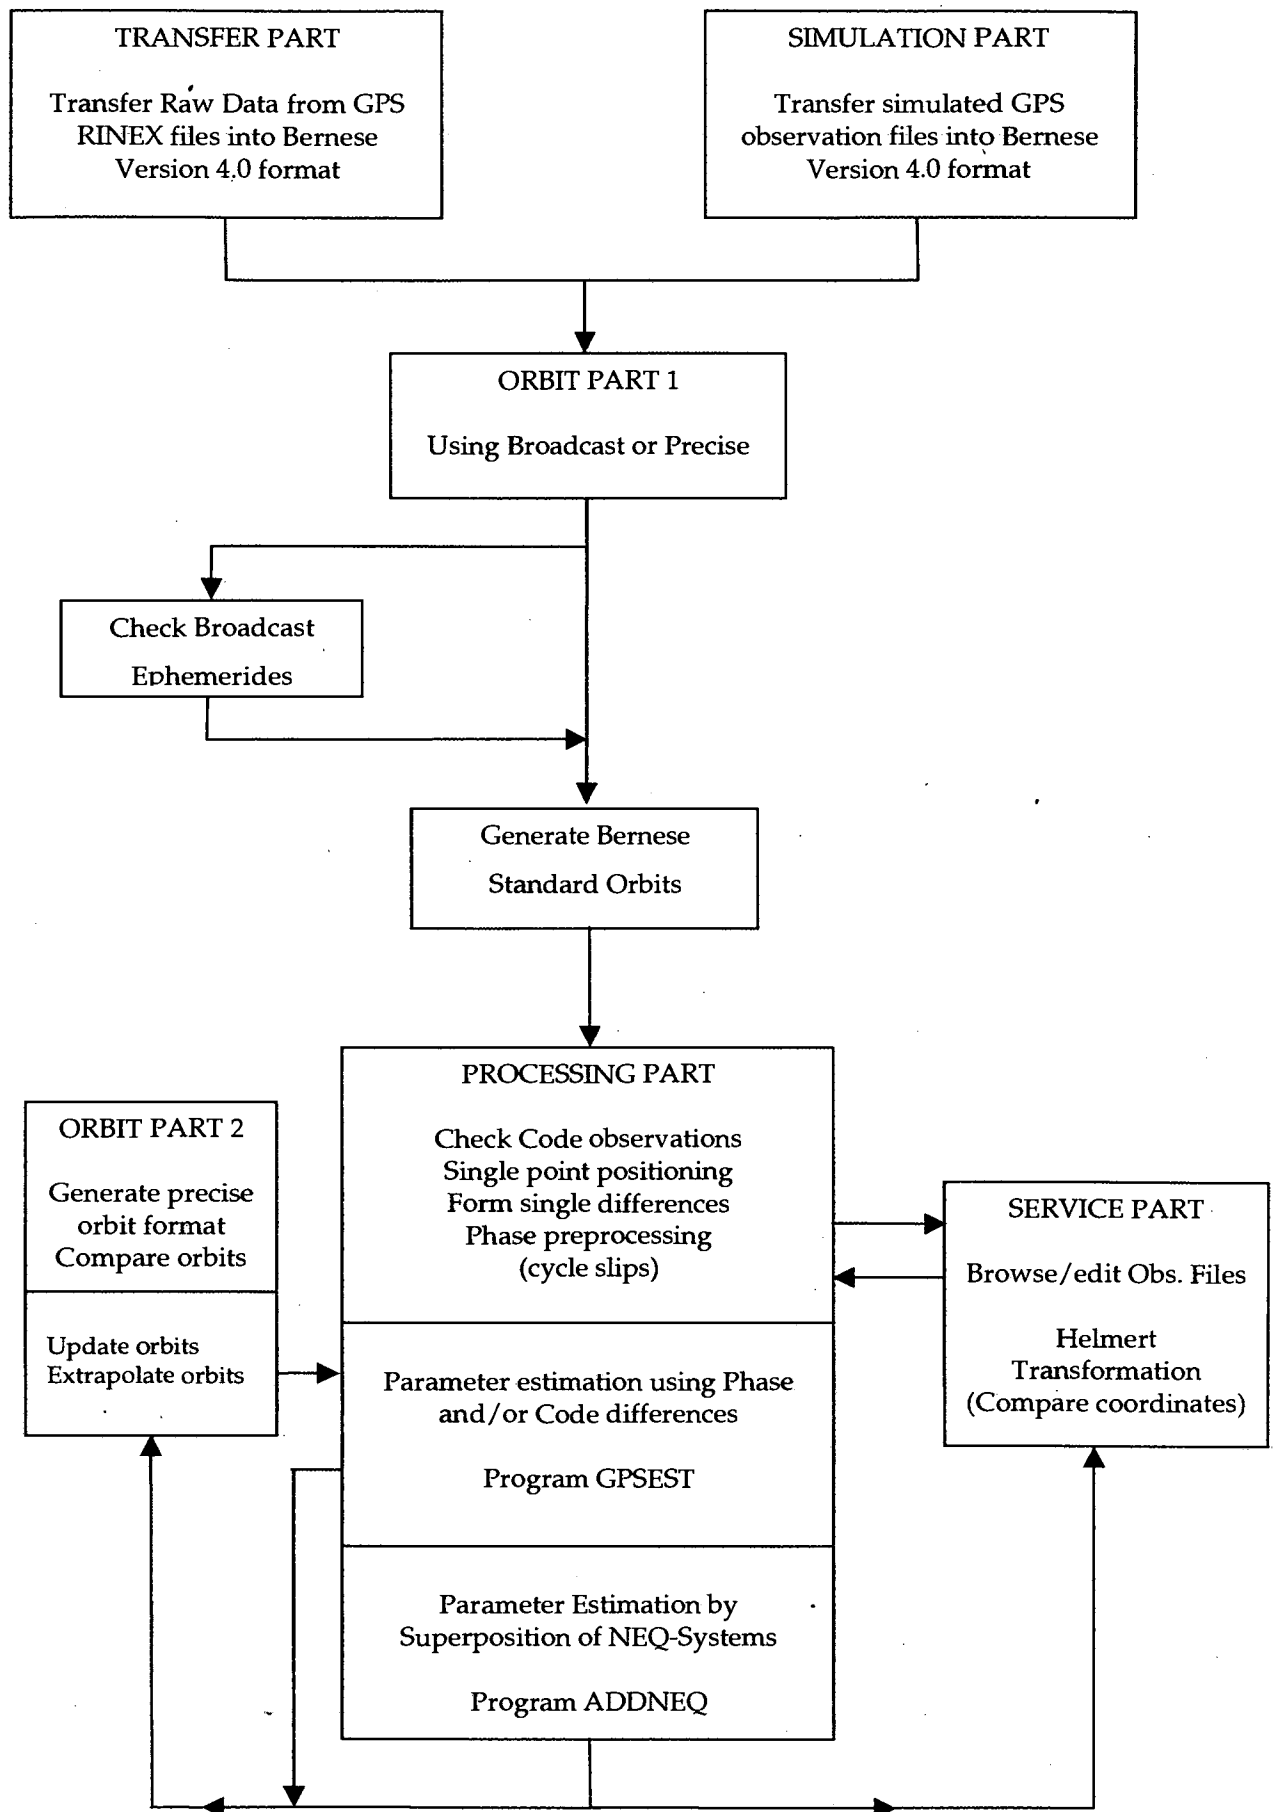 TRANSFER PART
Transfer Raw Data from GPS
RINEX files into Bernese
Version 4.0 format
SIMULATION PART
Transfer simulated GPS
observation files into Bernese
Version 4.0 format
ORBIT PART 1
Using Broadcast or Precise
Check Broadcast
Ephemerides
Generate Bernese
Standard Orbits
PROCESSING PART
Check Code observations
Single point positioning
Form single differences
Phase preprocessing
(cycle slips)
ORBIT PART 2
Generate precise
orbit format
Compare orbits
Update orbits
Extrapolate orbits
SERVICE PART
Browse/edit Obs. Files
Helmert
Transformation
(Compare coordinates)
Parameter estimation using Phase
and/or Code differences
Program GPSEST
Parameter Estimation by
Superposition of NEQ-Systems
Program ADDNEQ